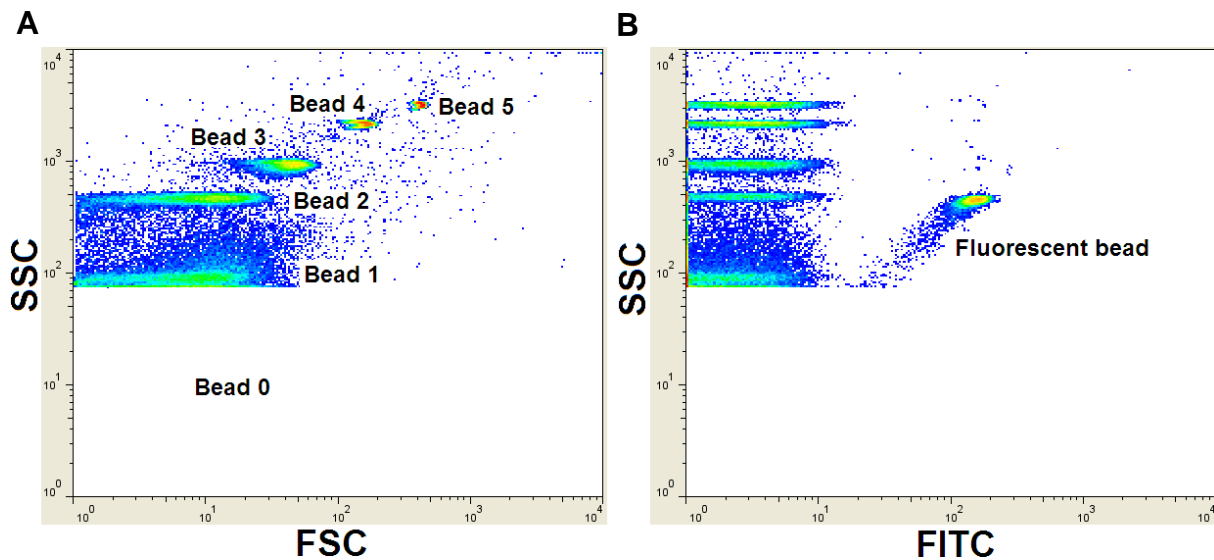 A
SSC
10^4
10^3
10^2
10^1
10^0
Bead 4
Bead 5
Bead 3
Bead 2
Bead 1
Bead 0
10^0 10^1 10^2 10^3 10^4
FSC
B
SSC
10^4
10^3
10^2
10^1
10^0
Fluorescent bead
10^0 10^1 10^2 10^3 10^4
FITC